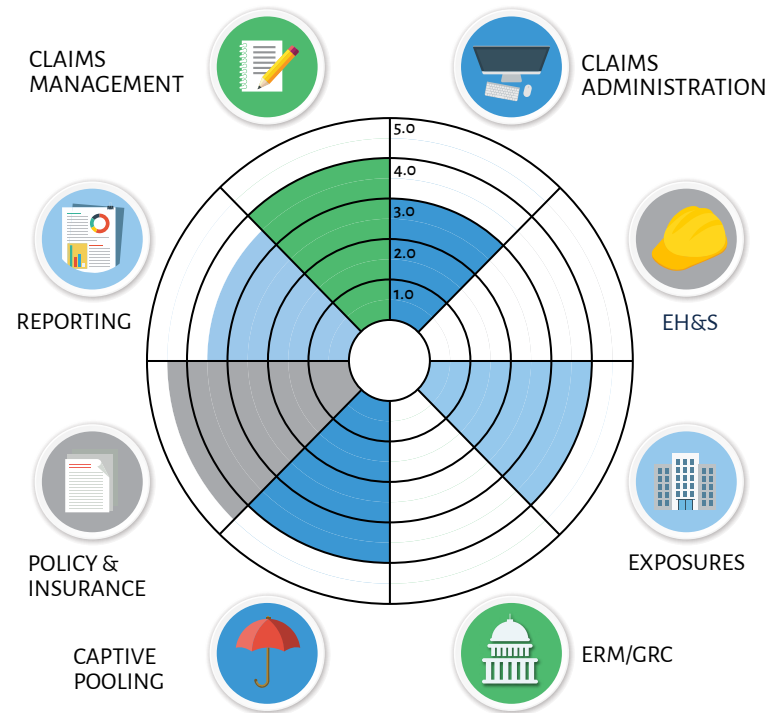 CLAIMS
MANAGEMENT
CLAIMS
ADMINISTRATION
5.0
4.0
3.0
2.0
1.0
REPORTING
EH&S
POLICY &
INSURANCE
EXPOSURES
CAPTIVE
POOLING
ERM/GRC